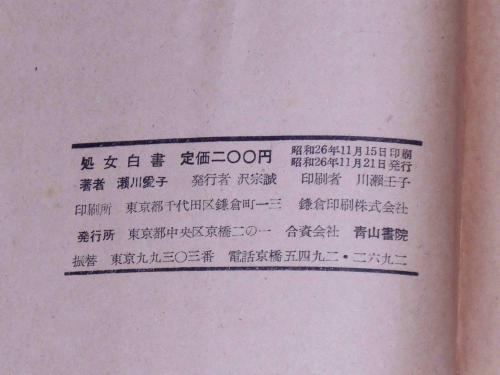 処女白書 定価二〇〇円 昭和26年11月15日印刷
昭和26年11月21日発行
著者 瀬川愛子 発行者 沢宗誠 印刷者 川瀬王子
印刷所 東京都千代田区鎌倉町一三 鎌倉印刷株式会社
発行所 東京都中央区京橋二の一 合資会社 青山書院
振替 東京九九三〇三番 電話京橋五四九二・二六九二